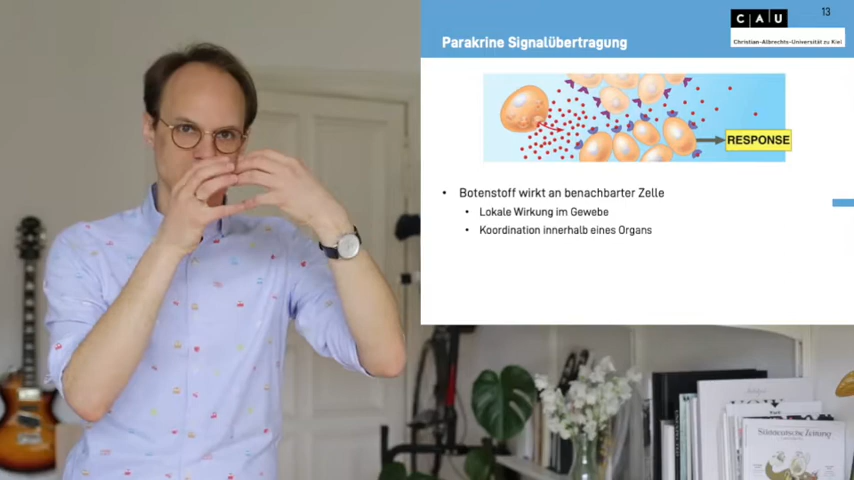 13
CAU
Christian-Albrechts-Universität zu Kiel
Parakrine Signalübertragung
RESPONSE
• Botenstoff wirkt an benachbarter Zelle
• Lokale Wirkung im Gewebe
• Koordination innerhalb eines Organs
Süddeutsche Zeitung